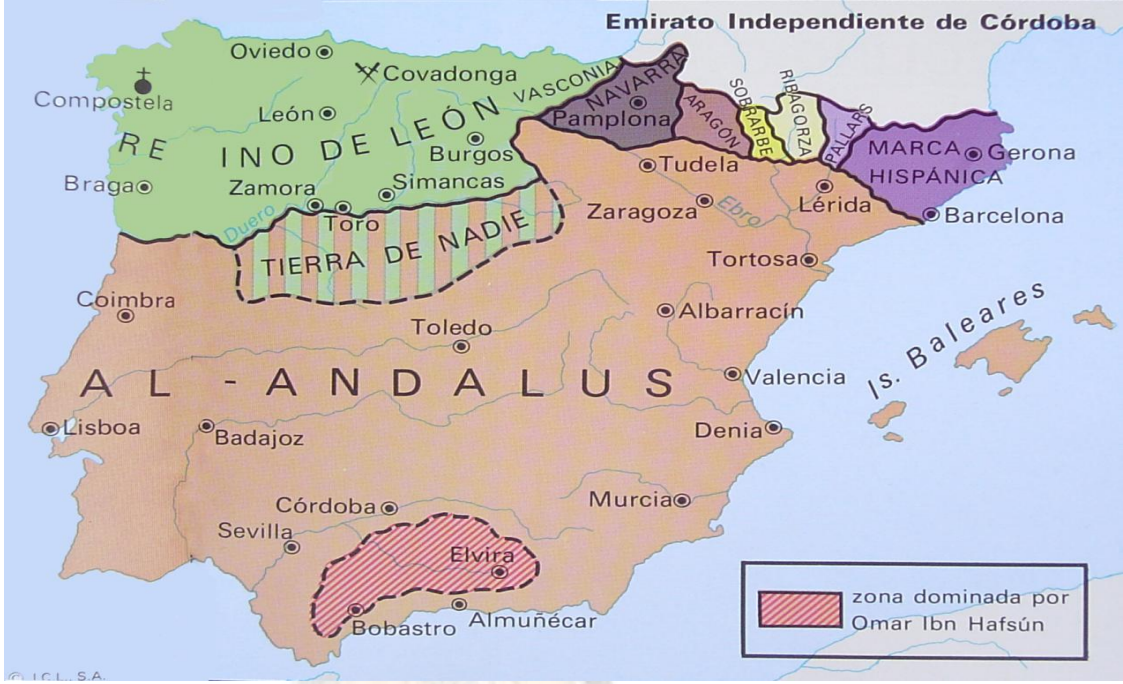 Emirato Independiente de Córdoba
Oviedo
Covadonga
VASCONIA
NAVARRA
Pamplona
ARAGÓN
SOBRARBE
RIBAGORZA
PALLARS
MARCA
HISPÁNICA
Gerona
Compostela
León
REINO DE LEÓN
Burgos
Braga
Zamora
Simancas
Toro
Duero
TIERRA DE NADIE
Tudela
Zaragoza
Ebro
Lérida
Barcelona
Tortosa
Coimbra
Toledo
Albarracín
Is. Baleares
AL-ANDALUS
Valencia
Lisboa
Badajoz
Denia
Córdoba
Murcia
Sevilla
Elvira
Bobastro
Almuñécar
zona dominada por
Omar Ibn Hafsún
© I.G.L., S.A.